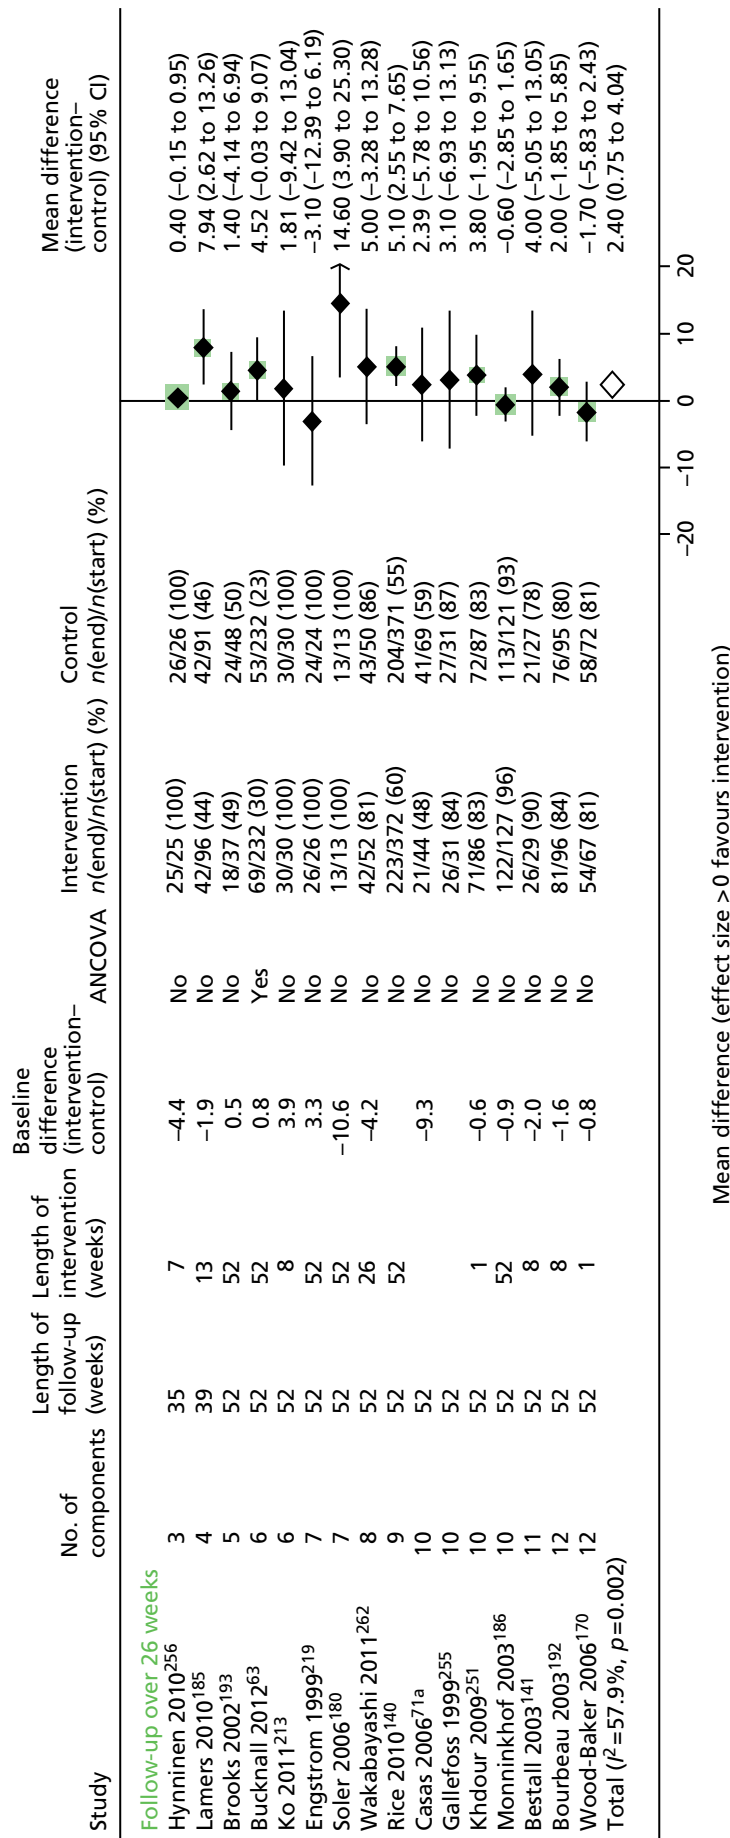 Study No. of components Length of follow-up (weeks) Length of intervention (weeks) Baseline difference (intervention–control) ANCOVA Intervention n(end)/n(start) (%) Control n(end)/n(start) (%) Mean difference (intervention–control) (95% CI)
Follow-up over 26 weeks
Hynninen 2010256 3 35 7 −4.4 No 25/25 (100) 26/26 (100) 0.40 (−0.15 to 0.95)
Lamers 2010185 4 39 13 −1.9 No 42/96 (44) 42/91 (46) 7.94 (2.62 to 13.26)
Brooks 2002193 5 52 52 0.5 No 18/37 (49) 24/48 (50) 1.40 (−4.14 to 6.94)
Bucknall 201263 6 52 52 0.8 Yes 69/232 (30) 53/232 (23) 4.52 (−0.03 to 9.07)
Ko 2011213 6 52 8 3.9 No 30/30 (100) 30/30 (100) 1.81 (−9.42 to 13.04)
Engstrom 1999219 7 52 52 3.3 No 26/26 (100) 24/24 (100) −3.10 (−12.39 to 6.19)
Soler 2006180 7 52 52 −10.6 No 13/13 (100) 13/13 (100) 14.60 (3.90 to 25.30)
Wakabayashi 2011262 8 52 26 −4.2 No 42/52 (81) 43/50 (86) 5.00 (−3.28 to 13.28)
Rice 2010140 9 52 52 No 223/372 (60) 204/371 (55) 5.10 (2.55 to 7.65)
Casas 200671a 10 52 −9.3 No 21/44 (48) 41/69 (59) 2.39 (−5.78 to 10.56)
Gallefoss 1999255 10 52 No 26/31 (84) 27/31 (87) 3.10 (−6.93 to 13.13)
Khdour 2009251 10 52 1 −0.6 No 71/86 (83) 72/87 (83) 3.80 (−1.95 to 9.55)
Monninkhof 2003186 10 52 52 −0.9 No 122/127 (96) 113/121 (93) −0.60 (−2.85 to 1.65)
Bestall 2003141 11 52 8 −2.0 No 26/29 (90) 21/27 (78) 4.00 (−5.05 to 13.05)
Bourbeau 2003192 12 52 8 −1.6 No 81/96 (84) 76/95 (80) 2.00 (−1.85 to 5.85)
Wood-Baker 2006170 12 52 1 −0.8 No 54/67 (81) 58/72 (81) −1.70 (−5.83 to 2.43)
Total (I2=57.9%, p=0.002) 2.40 (0.75 to 4.04)
−20 −10 0 10 20
Mean difference (effect size >0 favours intervention)